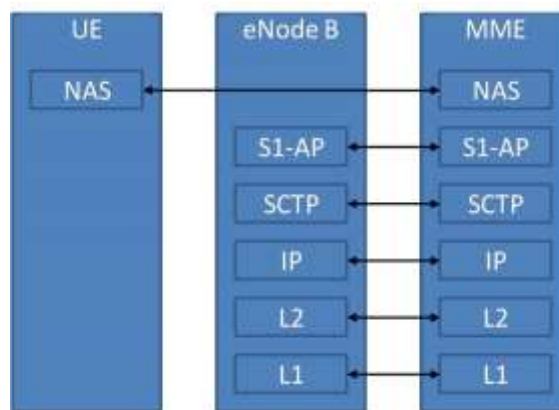 UE eNode B MME
NAS NAS
S1-AP S1-AP
SCTP SCTP
IP IP
L2 L2
L1 L1